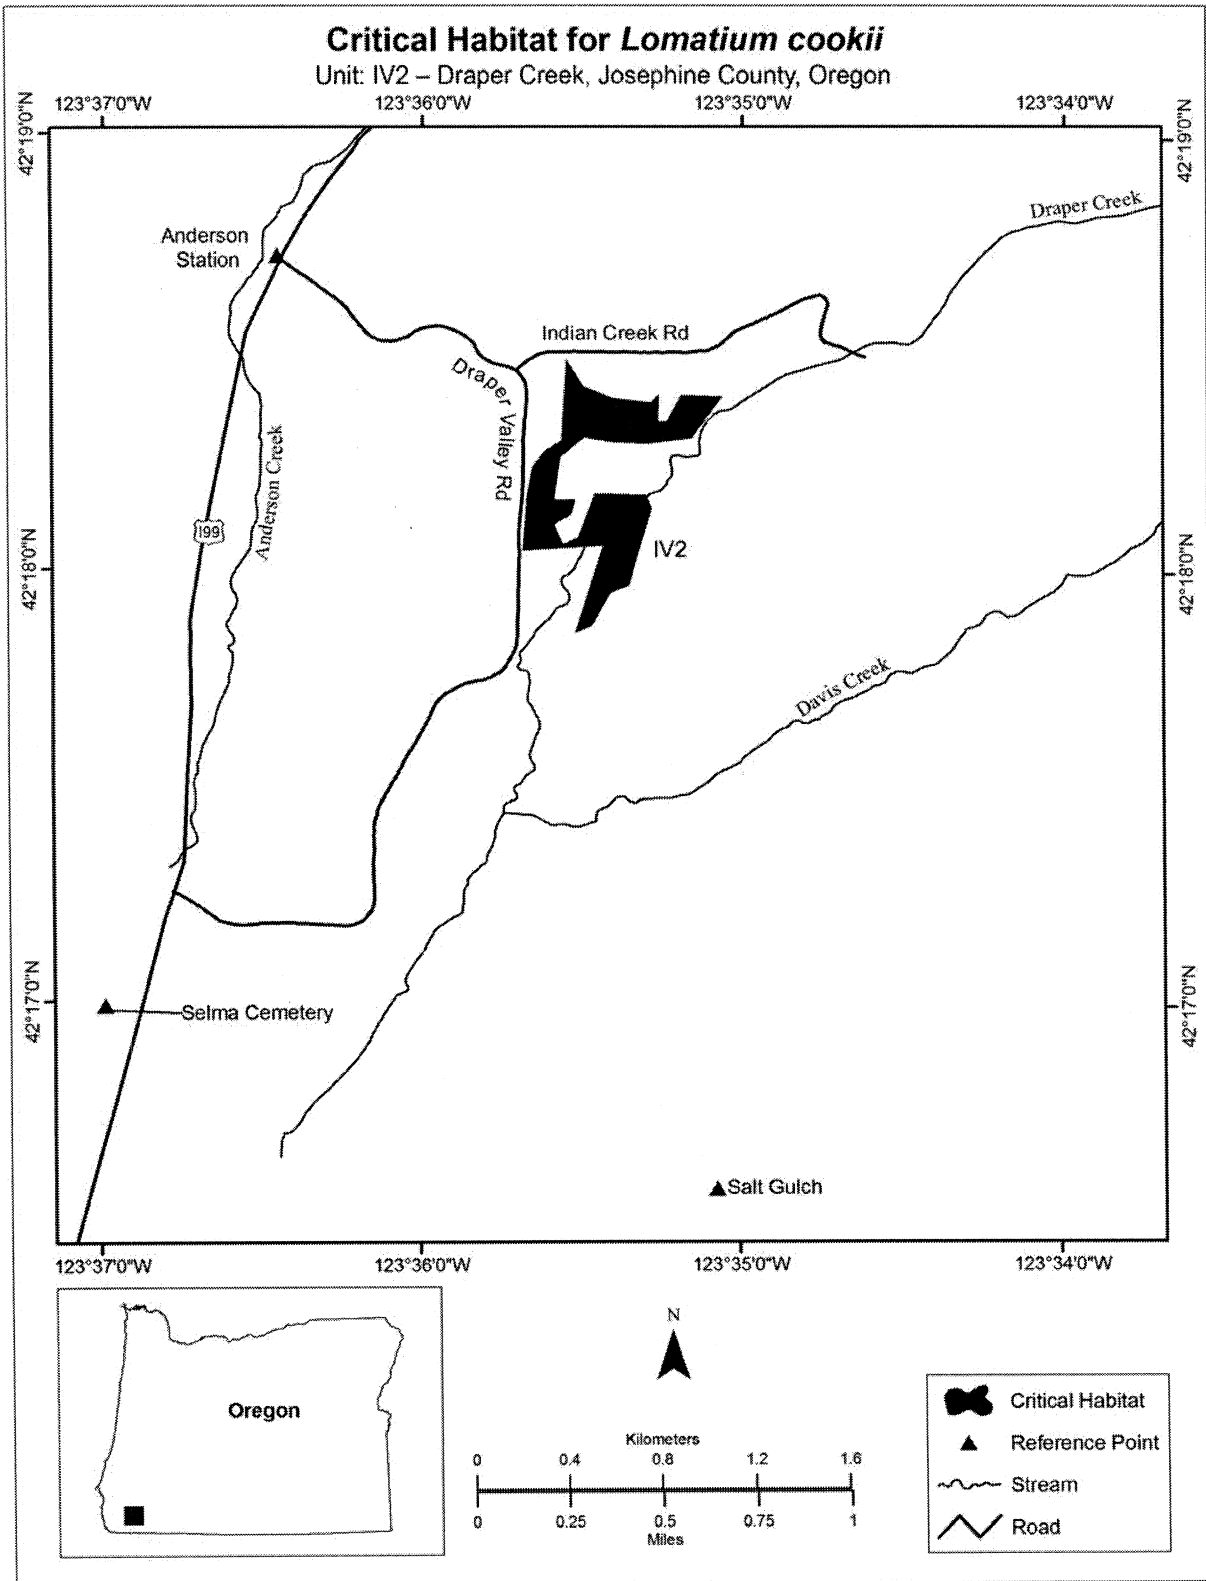 Critical Habitat for Lomatium cookii
Unit: IV2 – Draper Creek, Josephine County, Oregon
123°37'0"W 123°36'0"W 123°35'0"W 123°34'0"W
42°19'0"N
42°19'0"N
Draper Creek
Anderson
Station
Indian Creek Rd
Draper Valley Rd
Anderson Creek
199
IV2
42°18'0"N
42°18'0"N
Davis Creek
42°17'0"N
42°17'0"N
Selma Cemetery
Salt Gulch
123°37'0"W 123°36'0"W 123°35'0"W 123°34'0"W
Oregon
N
Kilometers
0 0.4 0.8 1.2 1.6
0 0.25 0.5 0.75 1
Miles
Critical Habitat
Reference Point
Stream
Road